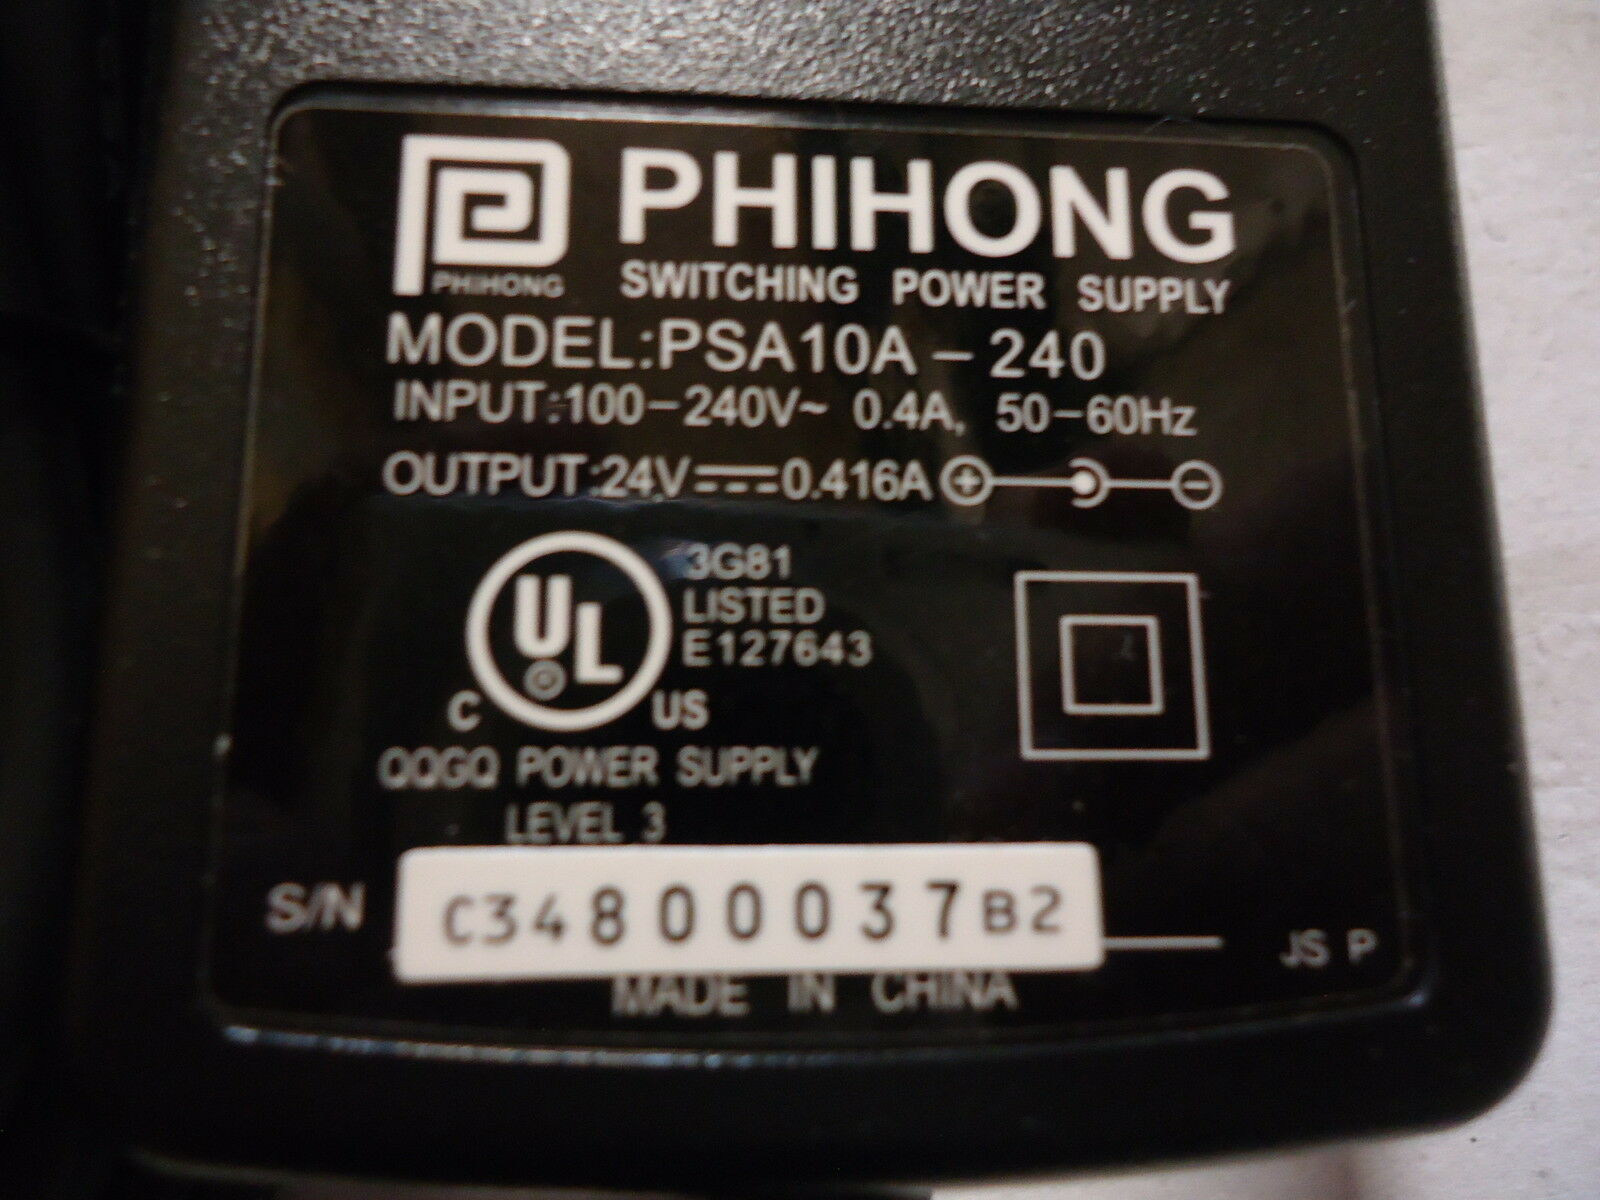 PHIHONG
PHIHONG
SWITCHING POWER SUPPLY
MODEL:PSA10A-240
INPUT:100-240V~ 0.4A, 50-60Hz
OUTPUT:24V⎓0.416A
3G81
LISTED
E127643
UL
C US
QQGQ POWER SUPPLY
LEVEL 3
S/N C34800037B2
JS P
MADE IN CHINA